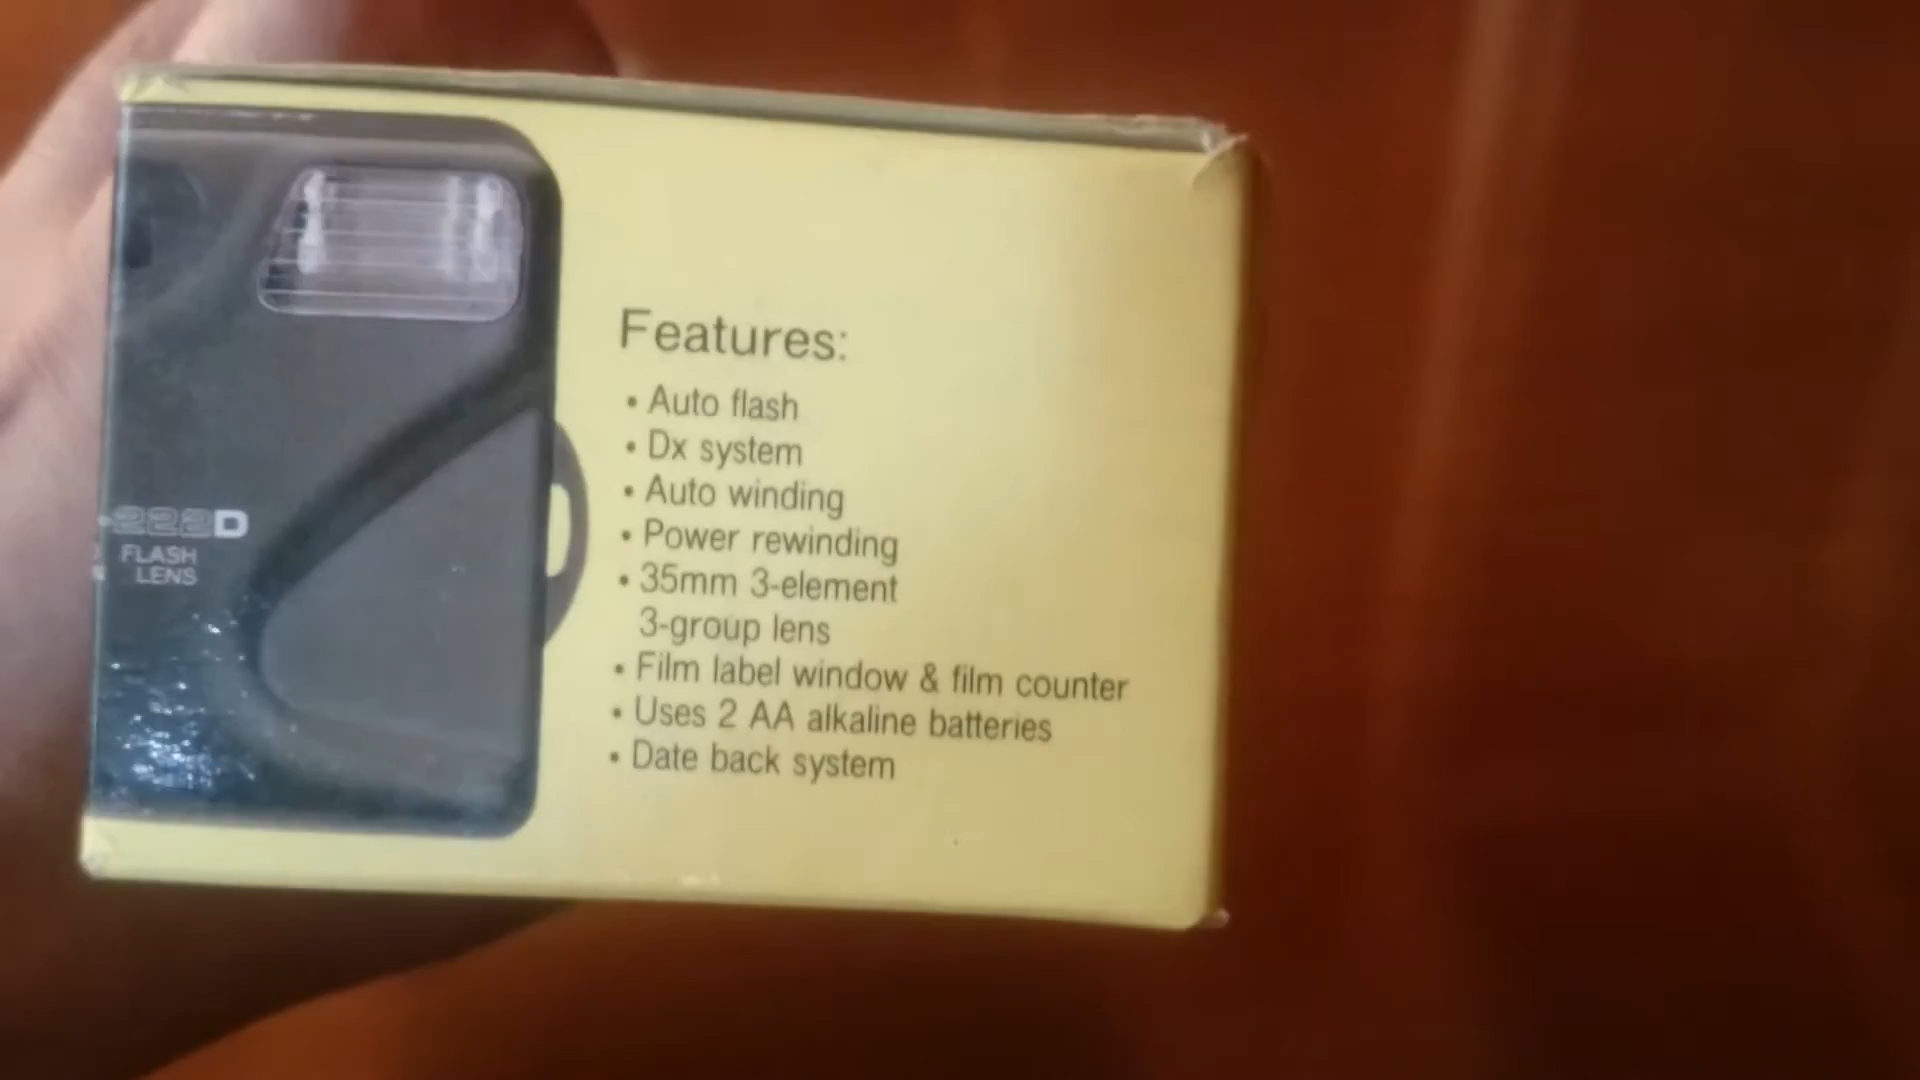 222D
FLASH
LENS
Features:
• Auto flash
• Dx system
• Auto winding
• Power rewinding
• 35mm 3-element
3-group lens
• Film label window & film counter
• Uses 2 AA alkaline batteries
• Date back system